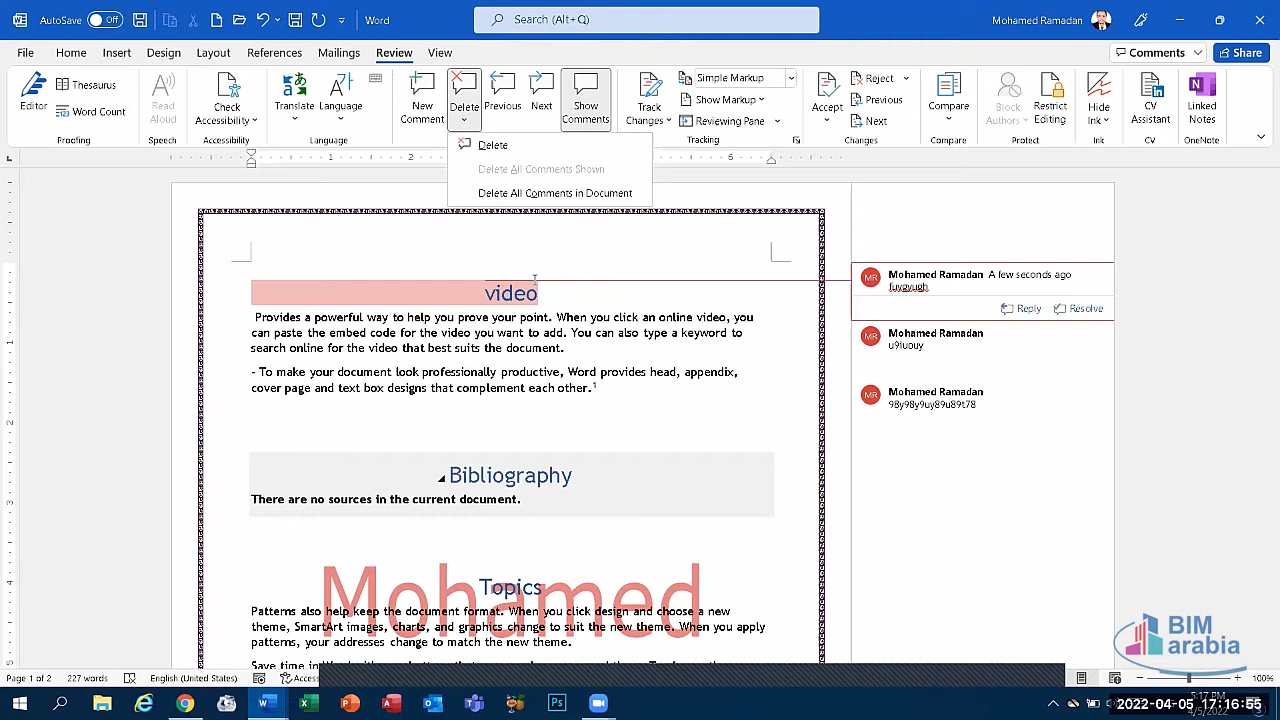 AutoSave Off Word Search (Alt+Q) Mohamed Ramadan
File Home Insert Design Layout References Mailings Review View Comments Share
Editor Thesaurus Word Count Proofing
Read Aloud Speech
Check Accessibility Accessibility
Translate Language Language
New Comment Delete Previous Next Show Comments
Track Changes Simple Markup Show Markup Reviewing Pane Tracking
Accept Reject Previous Next Changes
Compare Compare
Block Authors Restrict Editing Protect
Hide Ink Ink
CV Assistant CV
Linked Notes OneNote
Delete
Delete All Comments Shown
Delete All Comments in Document
video
Provides a powerful way to help you prove your point. When you click an online video, you
can paste the embed code for the video you want to add. You can also type a keyword to
search online for the video that best suits the document.
- To make your document look professionally productive, Word provides head, appendix,
cover page and text box designs that complement each other.1
Bibliography
There are no sources in the current document.
Mohamed
Topics
Patterns also help keep the document format. When you click design and choose a new
theme, SmartArt images, charts, and graphics change to suit the new theme. When you apply
patterns, your addresses change to match the new theme.
Mohamed Ramadan A few seconds ago
fuygyugh
Reply Resolve
Mohamed Ramadan
u9!upuy
Mohamed Ramadan
98y98y9uy89u89t78
BIM
arabia
Page 1 of 2 227 words English (United States) Access 100%
5:17 PM
4/5/2022
2022-04-05 17:16:55